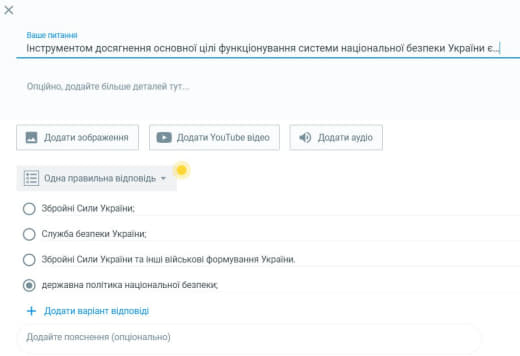 Ваше питання
Інструментом досягнення основної цілі функціонування системи національної безпеки України є...
Опційно, додайте більше деталей тут...
Додати зображення
Додати YouTube відео
Додати аудіо
Одна правильна відповідь
Збройні Сили України;
Служба безпеки України;
Збройні Сили України та інші військові формування України.
державна політика національної безпеки;
+ Додати варіант відповіді
Додайте пояснення (опціонально)